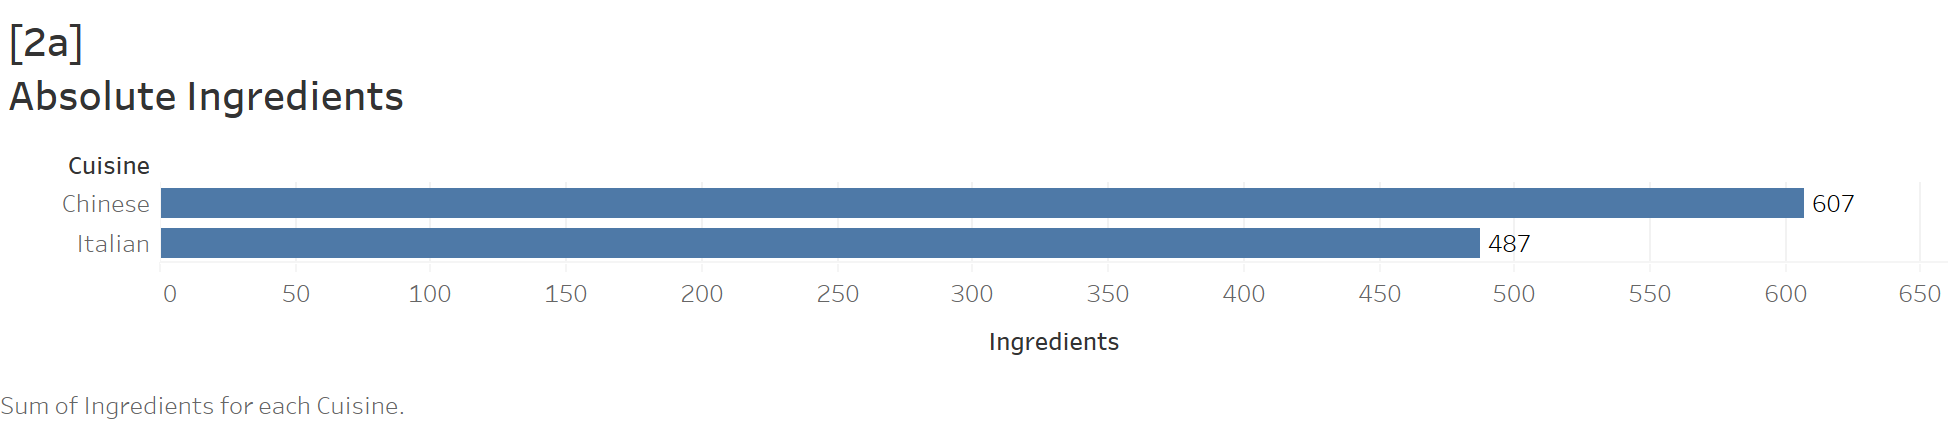 [2a]
Absolute Ingredients
Cuisine
Chinese 607
Italian 487
0 50 100 150 200 250 300 350 400 450 500 550 600 650
Ingredients
Sum of Ingredients for each Cuisine.